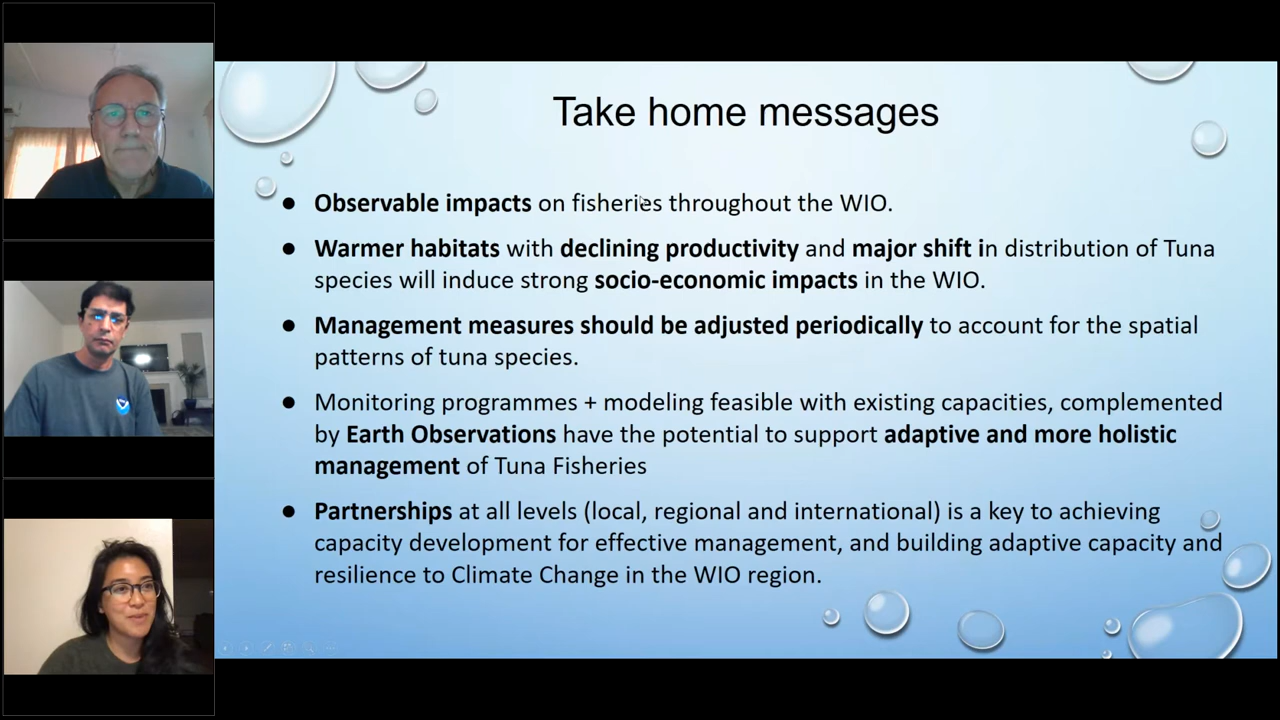 Take home messages
● Observable impacts on fisheries throughout the WIO.
● Warmer habitats with declining productivity and major shift in distribution of Tuna
species will induce strong socio-economic impacts in the WIO.
● Management measures should be adjusted periodically to account for the spatial
patterns of tuna species.
● Monitoring programmes + modeling feasible with existing capacities, complemented
by Earth Observations have the potential to support adaptive and more holistic
management of Tuna Fisheries
● Partnerships at all levels (local, regional and international) is a key to achieving
capacity development for effective management, and building adaptive capacity and
resilience to Climate Change in the WIO region.